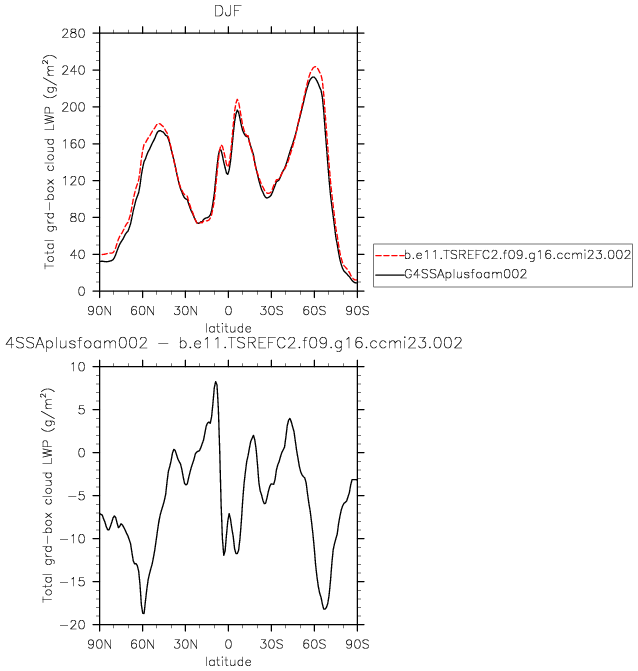 DJF
Total grd-box cloud LWP (g/m²)
280
240
200
160
120
80
40
0
90N 60N 30N 0 30S 60S 90S
latitude
b.e11.TSREFC2.f09.g16.ccmi23.002
G4SSAplusfoam002
4SSAplusfoam002 - b.e11.TSREFC2.f09.g16.ccmi23.002
Total grd-box cloud LWP (g/m²)
10
5
0
-5
-10
-15
-20
90N 60N 30N 0 30S 60S 90S
latitude